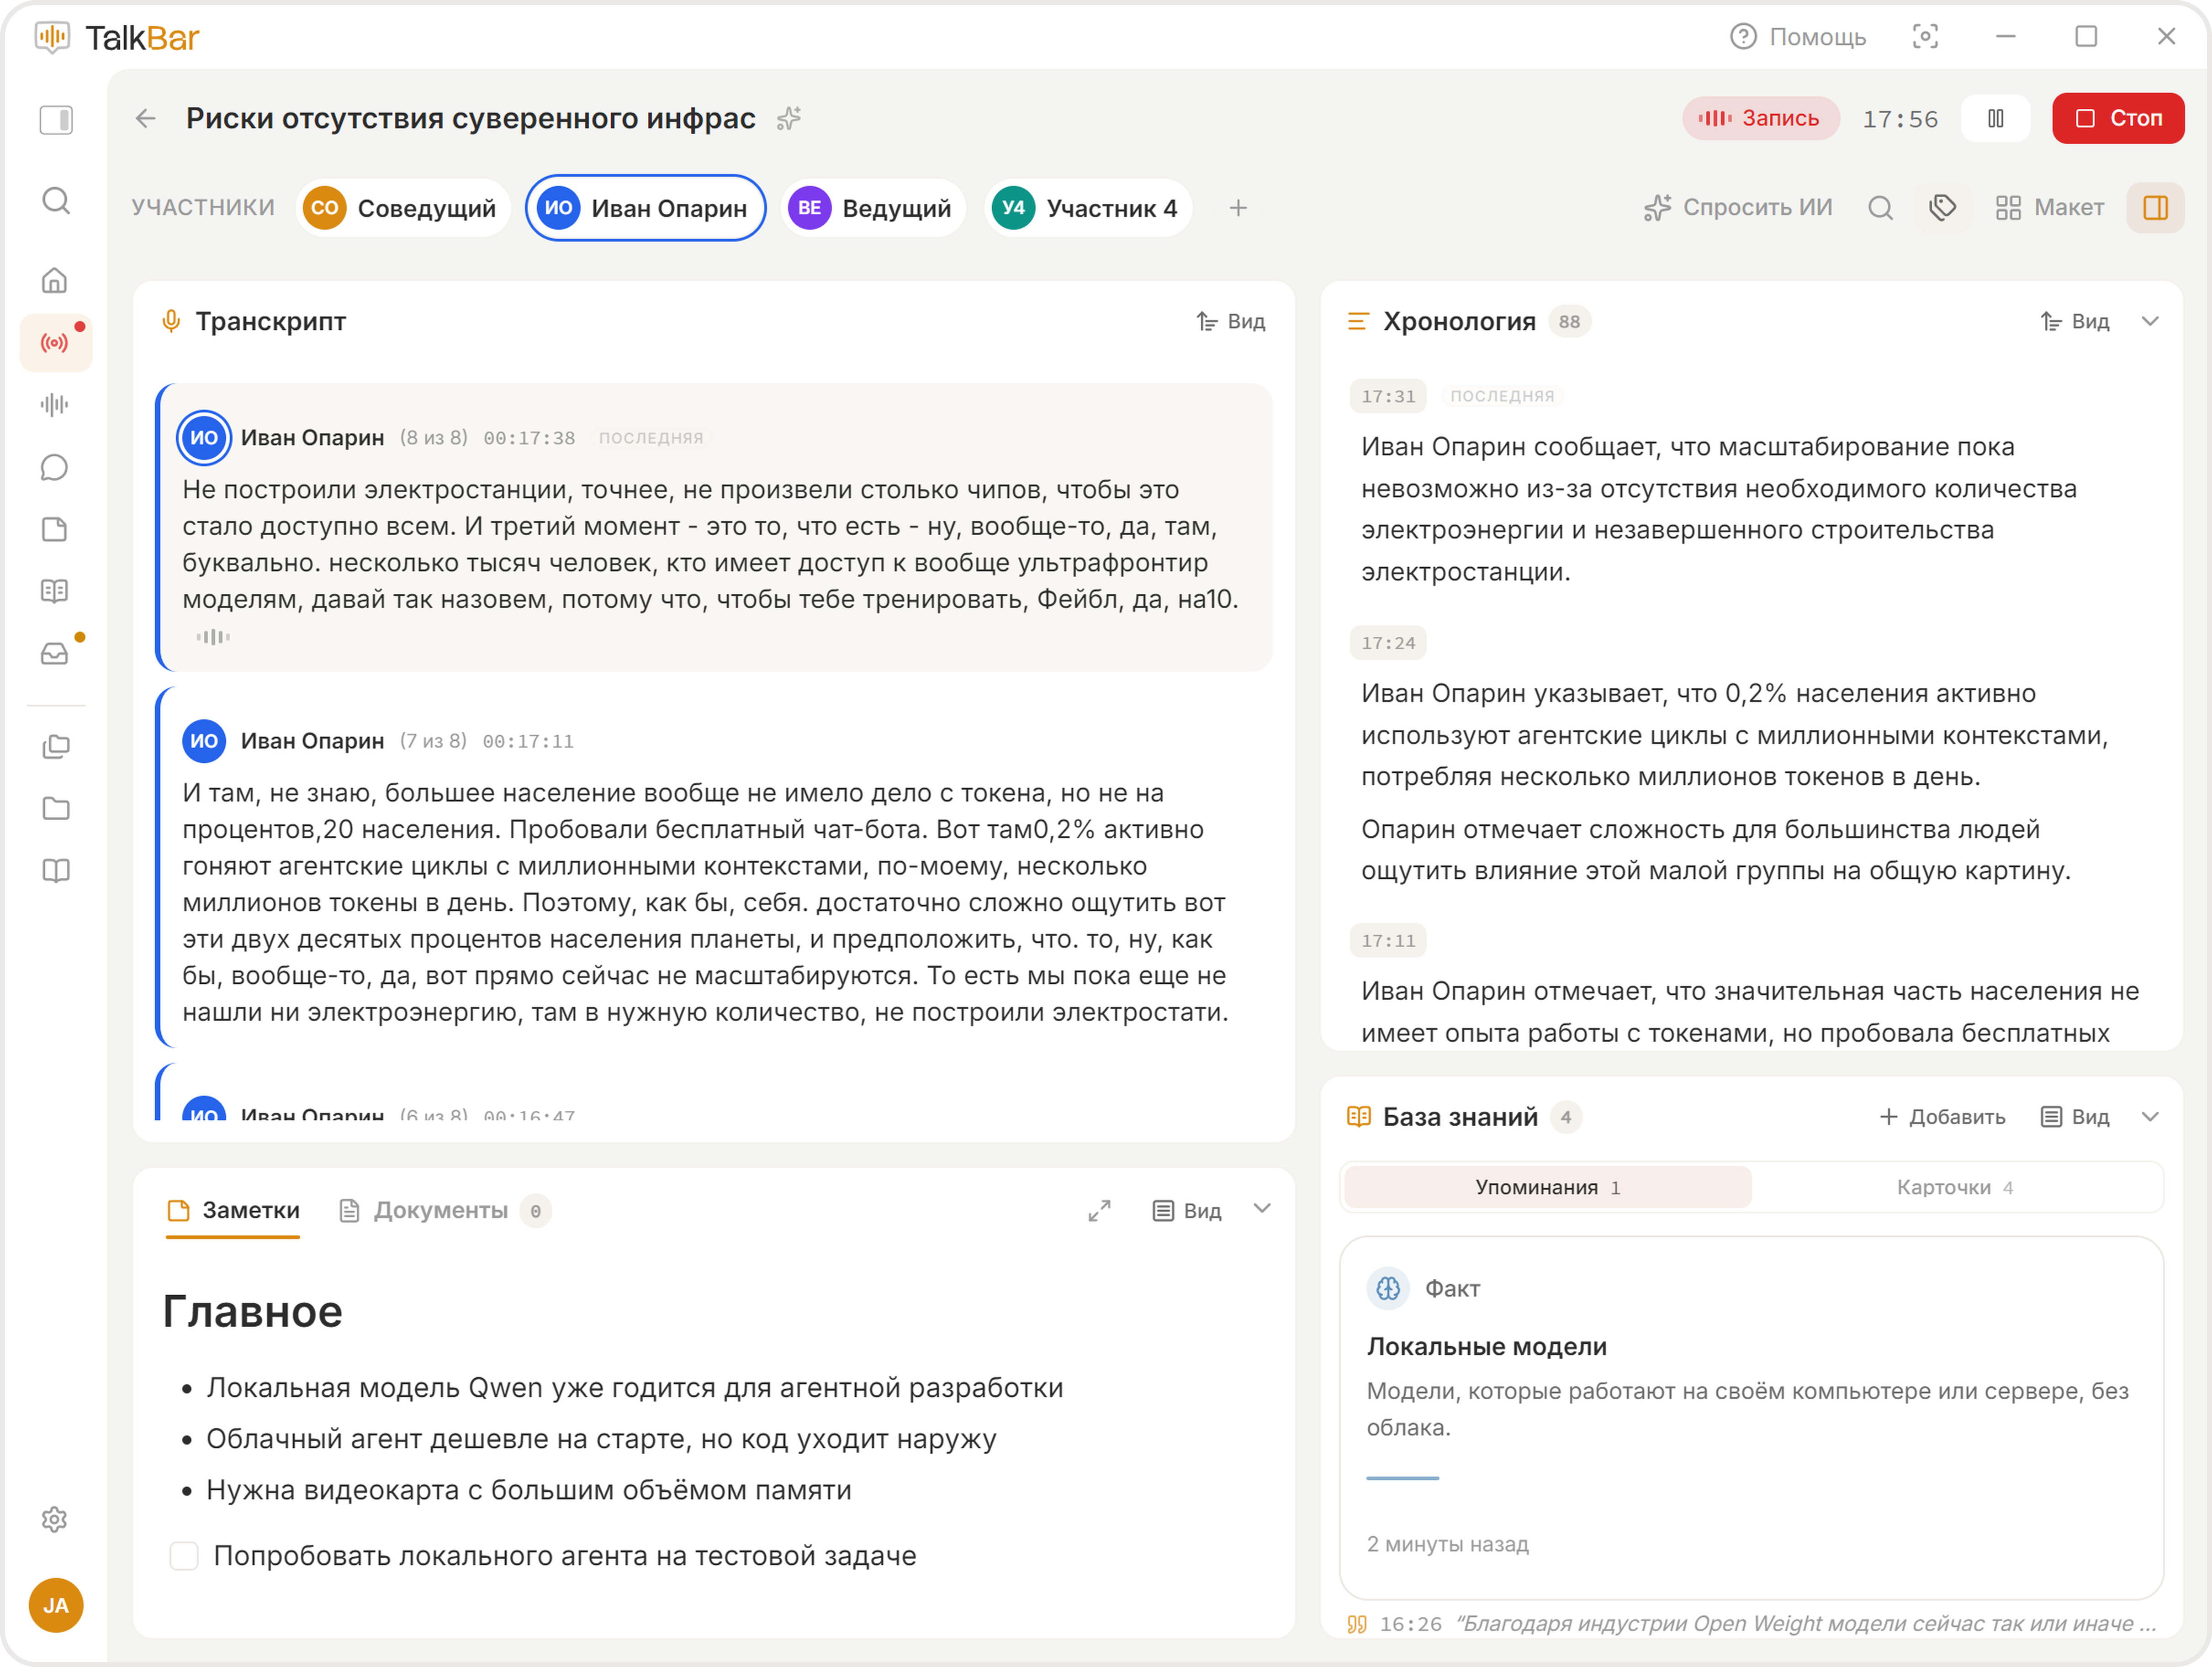 TalkBar
Помощь
Риски отсутствия суверенного инфрас
Запись 17:56 Стоп
УЧАСТНИКИ СО Соведущий ИО Иван Опарин ВЕ Ведущий У4 Участник 4
Спросить ИИ Макет
Транскрипт Вид
ИО Иван Опарин (8 из 8) 00:17:38 ПОСЛЕДНЯЯ
Не построили электростанции, точнее, не произвели столько чипов, чтобы это
стало доступно всем. И третий момент - это то, что есть - ну, вообще-то, да, там,
буквально. несколько тысяч человек, кто имеет доступ к вообще ультрафронтир
моделям, давай так назовем, потому что, чтобы тебе тренировать, Фейбл, да, на10.
ИО Иван Опарин (7 из 8) 00:17:11
И там, не знаю, большее население вообще не имело дело с токена, но не на
процентов,20 населения. Пробовали бесплатный чат-бота. Вот там0,2% активно
гоняют агентские циклы с миллионными контекстами, по-моему, несколько
миллионов токены в день. Поэтому, как бы, себя. достаточно сложно ощутить вот
эти двух десятых процентов населения планеты, и предположить, что. то, ну, как
бы, вообще-то, да, вот прямо сейчас не масштабируются. То есть мы пока еще не
нашли ни электроэнергию, там в нужную количество, не построили электростати.
ИО Иван Опарин (6 из 8) 00:16:47
Заметки Документы 0 Вид
Главное
• Локальная модель Qwen уже годится для агентной разработки
• Облачный агент дешевле на старте, но код уходит наружу
• Нужна видеокарта с большим объёмом памяти
Попробовать локального агента на тестовой задаче
JA
Хронология 88 Вид
17:31 ПОСЛЕДНЯЯ
Иван Опарин сообщает, что масштабирование пока
невозможно из-за отсутствия необходимого количества
электроэнергии и незавершенного строительства
электростанции.
17:24
Иван Опарин указывает, что 0,2% населения активно
используют агентские циклы с миллионными контекстами,
потребляя несколько миллионов токенов в день.
Опарин отмечает сложность для большинства людей
ощутить влияние этой малой группы на общую картину.
17:11
Иван Опарин отмечает, что значительная часть населения не
имеет опыта работы с токенами, но пробовала бесплатных
База знаний 4 Добавить Вид
Упоминания 1 Карточки 4
Факт
Локальные модели
Модели, которые работают на своём компьютере или сервере, без
облака.
2 минуты назад
16:26 “Благодаря индустрии Open Weight модели сейчас так или иначе ...